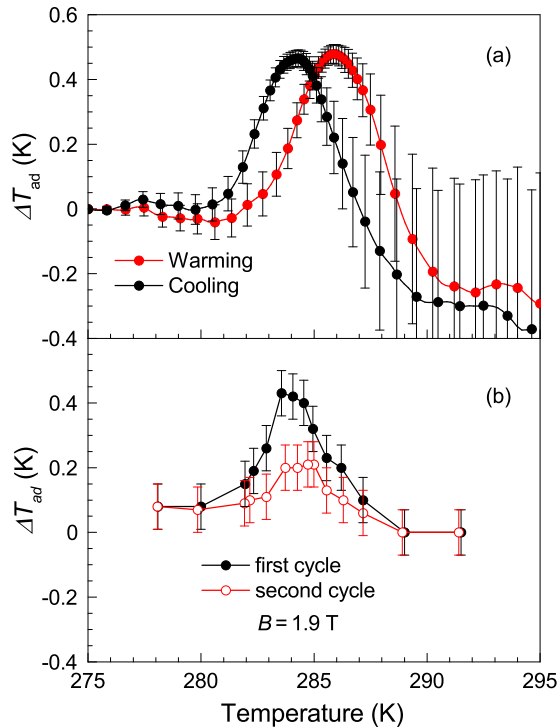 0.6
(a)
0.4
0.2
0
-0.2
-0.4
ΔT_ad (K)
Warming
Cooling
(b)
0.4
0.2
0
-0.2
-0.4
ΔT_ad (K)
first cycle
second cycle
B = 1.9 T
275 280 285 290 295
Temperature (K)